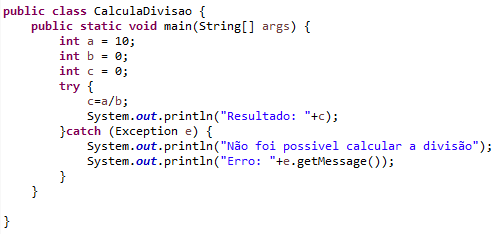 public class CalculaDivisao {
    public static void main(String[] args) {
        int a = 10;
        int b = 0;
        int c = 0;
        try {
            c=a/b;
            System.out.println("Resultado: "+c);
        }catch (Exception e) {
            System.out.println("Não foi possivel calcular a divisão");
            System.out.println("Erro: "+e.getMessage());
        }
    }

}